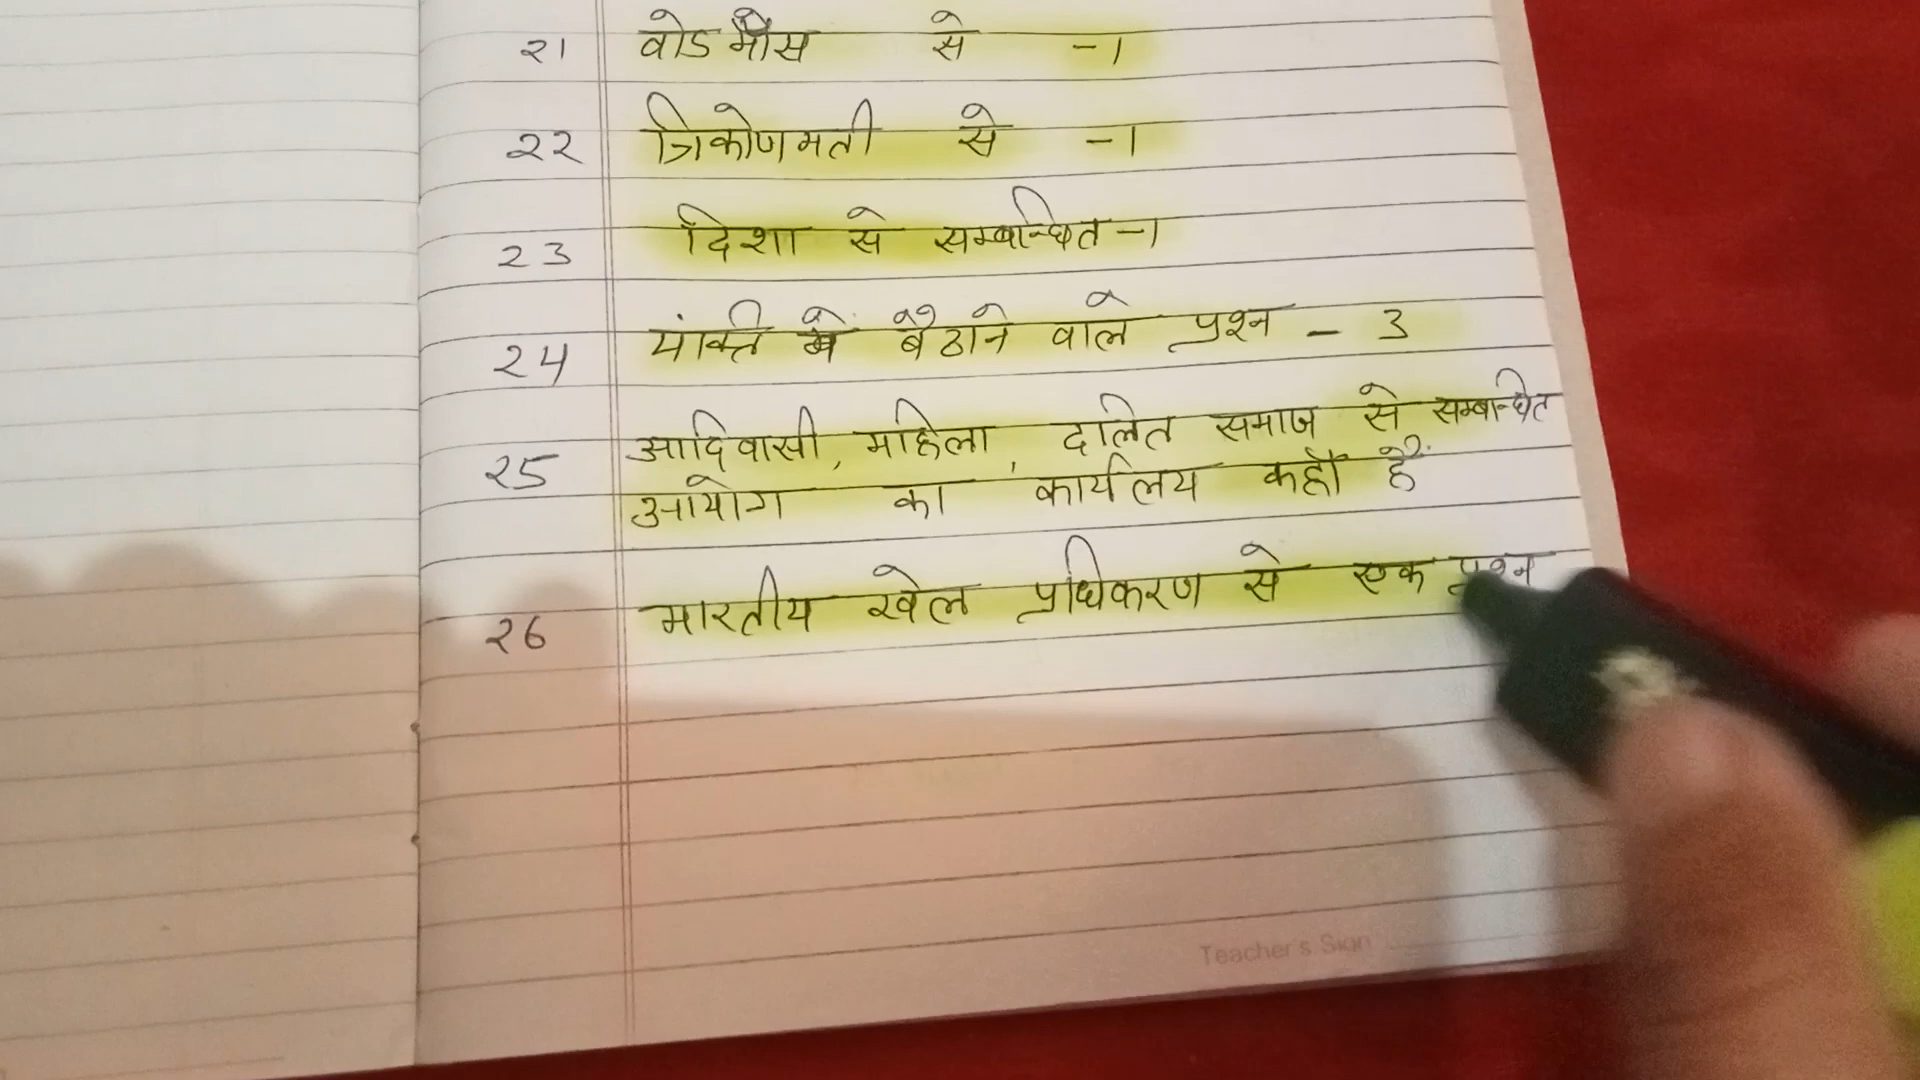 21 वोडमौस से -1
22 त्रिकोणमती से -1
23 दिशा से सम्बन्धित -1
24 पंक्ति में बैठाने वाले प्रश्न - 3
25 आदिवासी, महिला, दलित समाज से सम्बन्धित
आयोग का कार्यलय कहाँ है
26 भारतीय खेल प्रधिकरण से एक प्रश्न
Teacher's Sign